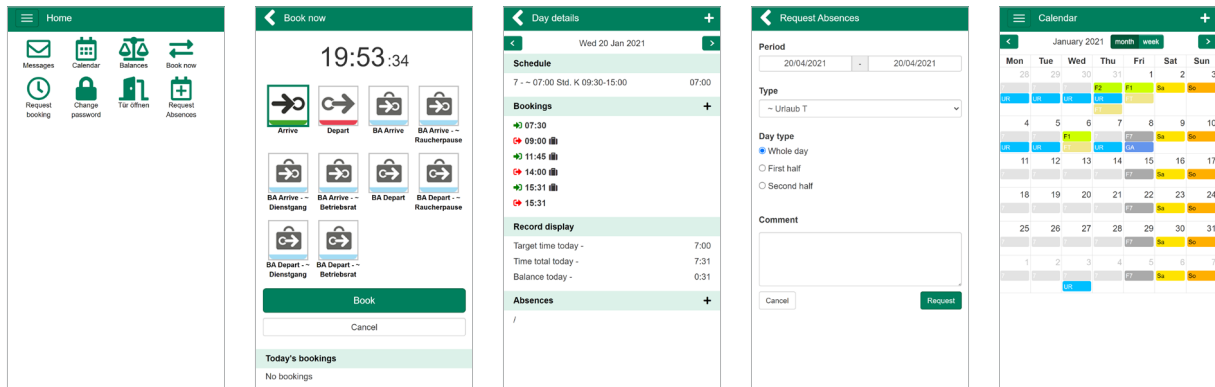 Home
Messages
Calendar
Balances
Book now
Request
booking
Change
password
Tür öffnen
Request
Absences
Book now
19:53:34
Arrive
Depart
BA Arrive
BA Arrive - ~
Raucherpause
BA Arrive - ~
Dienstgang
BA Arrive - ~
Betriebsrat
BA Depart
BA Depart - ~
Raucherpause
BA Depart - ~
Dienstgang
BA Depart - ~
Betriebsrat
Book
Cancel
Today's bookings
No bookings
Day details +
< Wed 20 Jan 2021 >
Schedule
7 - ~ 07:00 Std. K 09:30-15:00 07:00
Bookings +
07:30
09:00
11:45
14:00
15:31
15:31
Record display
Target time today - 7:00
Time total today - 7:31
Balance today - 0:31
Absences +
/
Request Absences
Period
20/04/2021 - 20/04/2021
Type
~ Urlaub T
Day type
Whole day
First half
Second half
Comment
Cancel Request
Calendar +
< January 2021 month week >
Mon Tue Wed Thu Fri Sat Sun
28 29 30 31 1 2 3
F2 F1 Sa So
UR UR UR UR
4 5 6 7 8 9 10
F1 F7 Sa So
UR UR UR GA
11 12 13 14 15 16 17
F7 Sa So
18 19 20 21 22 23 24
F7 Sa So
25 26 27 28 29 30 31
F7 Sa So
1 2 3 4 5 6 7
F7 Sa So
UR